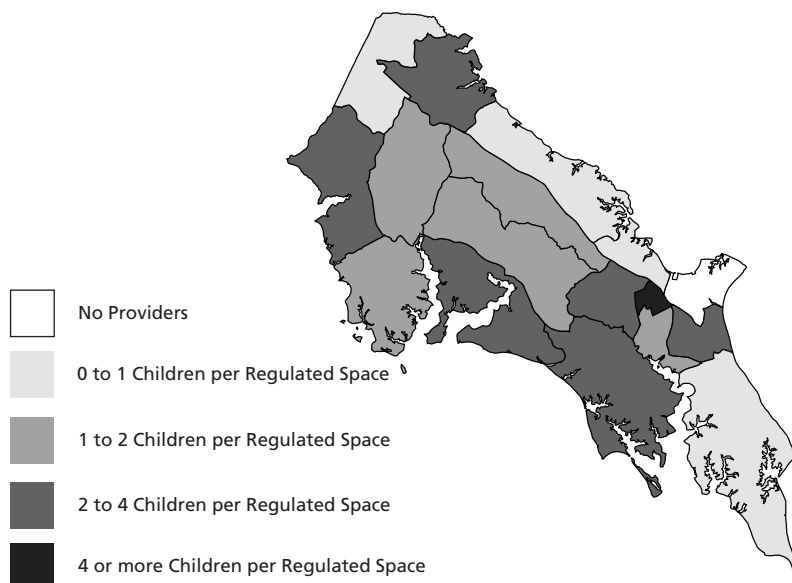 No Providers
0 to 1 Children per Regulated Space
1 to 2 Children per Regulated Space
2 to 4 Children per Regulated Space
4 or more Children per Regulated Space